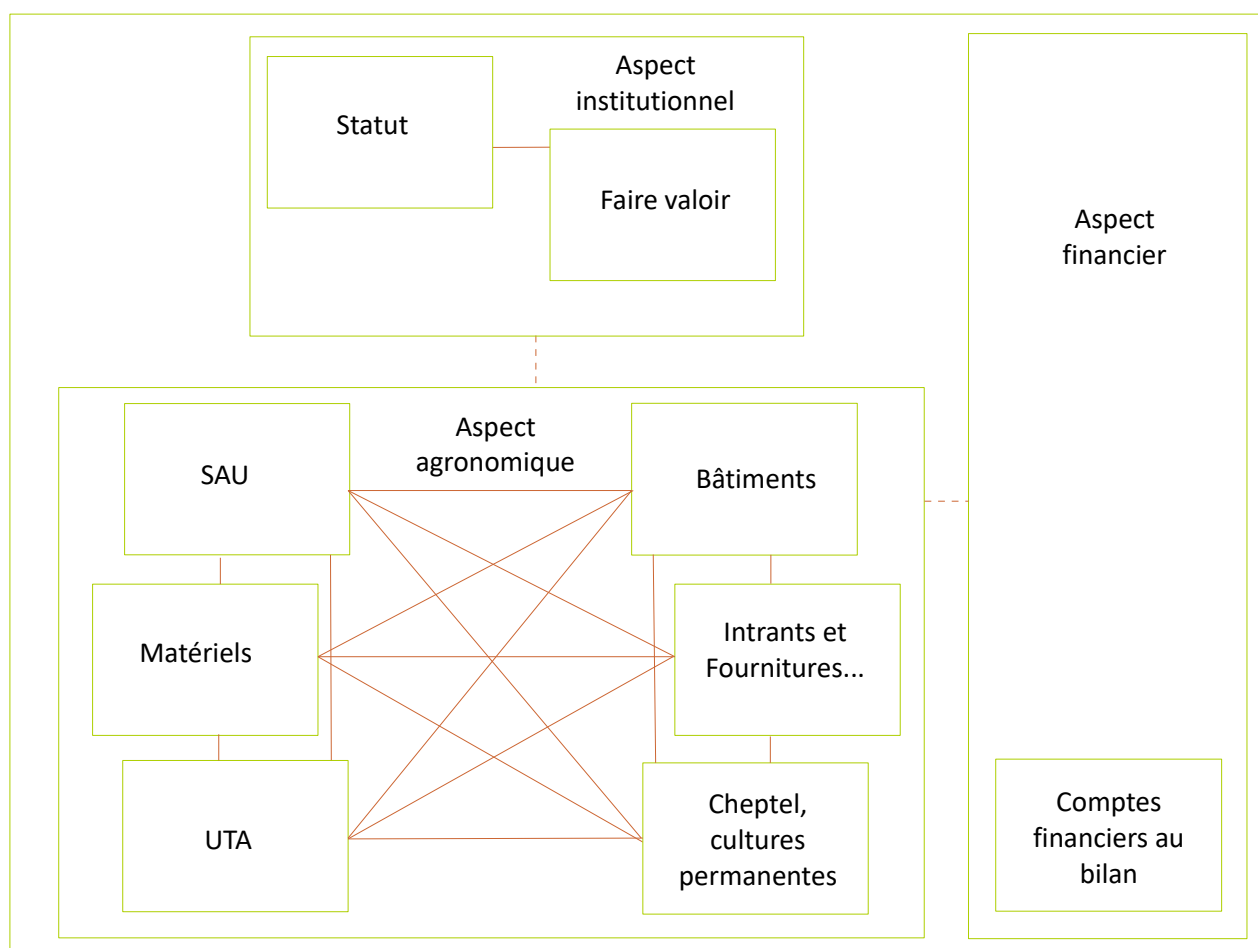 Aspect
institutionnel
Statut
Faire valoir
Aspect
financier
Aspect
agronomique
SAU
Bâtiments
Matériels
Intrants et
Fournitures...
UTA
Cheptel,
cultures
permanentes
Comptes
financiers au
bilan